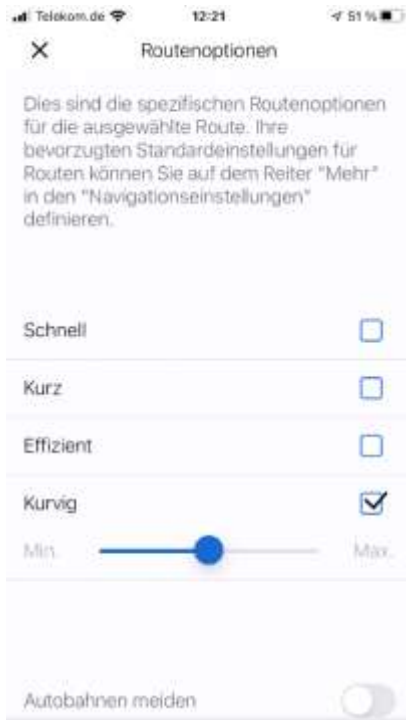 Telekom.de 12:21 51 %
Routenoptionen
Dies sind die spezifischen Routenoptionen
für die ausgewählte Route. Ihre
bevorzugten Standardeinstellungen für
Routen können Sie auf dem Reiter "Mehr"
in den "Navigationseinstellungen"
definieren.
Schnell
Kurz
Effizient
Kurvig
Min. Max.
Autobahnen meiden